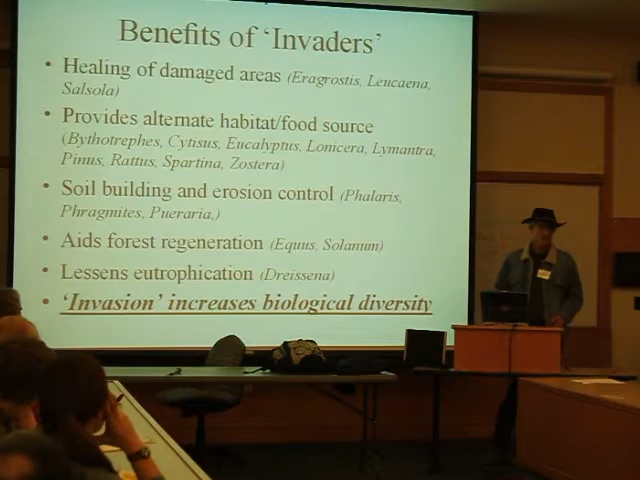 Benefits of 'Invaders'
• Healing of damaged areas (Eragrostis, Leucaena,
Salsola)
• Provides alternate habitat/food source
(Bythotrephes, Cytisus, Eucalyptus, Lonicera, Lymantra,
Pinus, Rattus, Spartina, Zostera)
• Soil building and erosion control (Phalaris,
Phragmites, Pueraria,)
• Aids forest regeneration (Equus, Solanum)
• Lessens eutrophication (Dreissena)
• 'Invasion' increases biological diversity